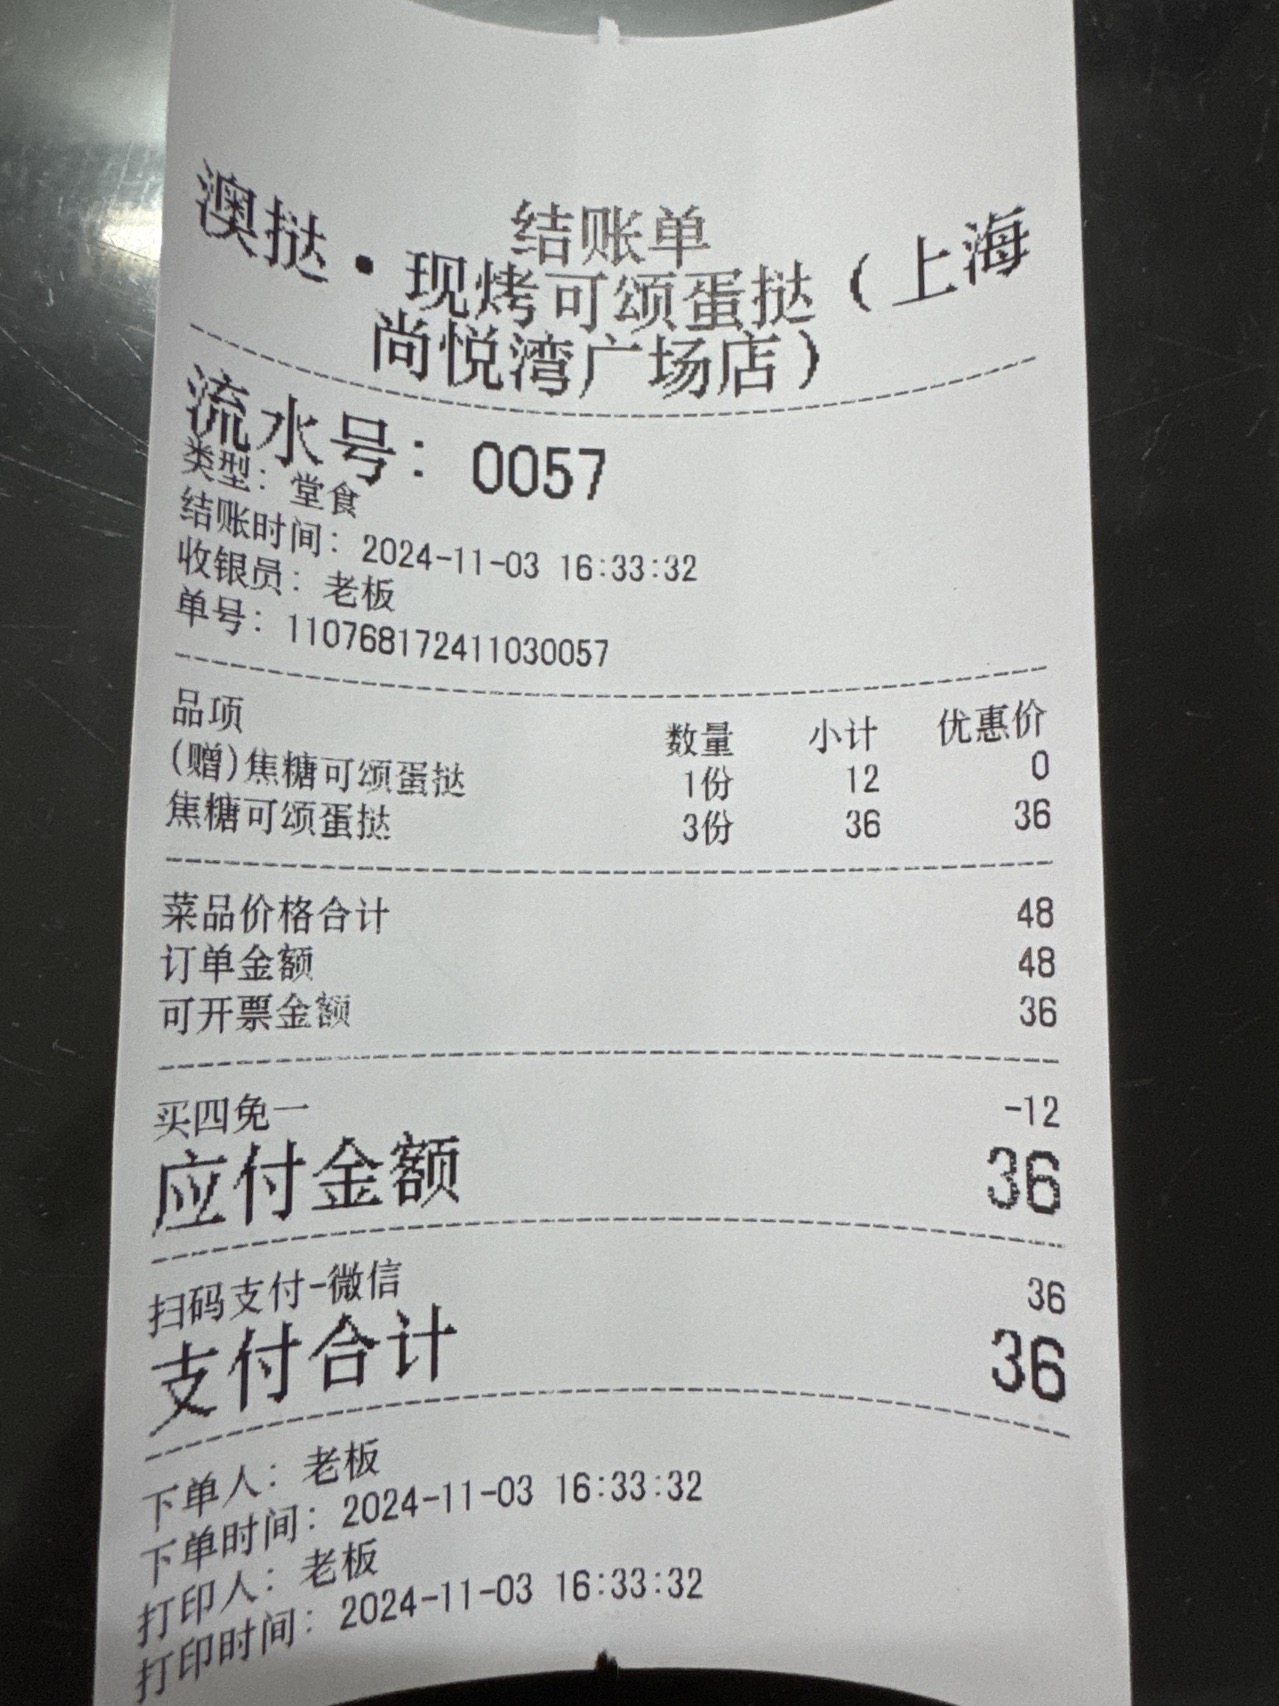 结账单
澳挞·现烤可颂蛋挞（上海
尚悦湾广场店）
流水号: 0057
类型: 堂食
结账时间: 2024-11-03 16:33:32
收银员: 老板
单号: 110768172411030057
品项 数量 小计 优惠价
(赠)焦糖可颂蛋挞 1份 12 0
焦糖可颂蛋挞 3份 36 36
菜品价格合计 48
订单金额 48
可开票金额 36
买四免一 -12
应付金额 36
扫码支付-微信 36
支付合计 36
下单人: 老板
下单时间: 2024-11-03 16:33:32
打印人: 老板
打印时间: 2024-11-03 16:33:32